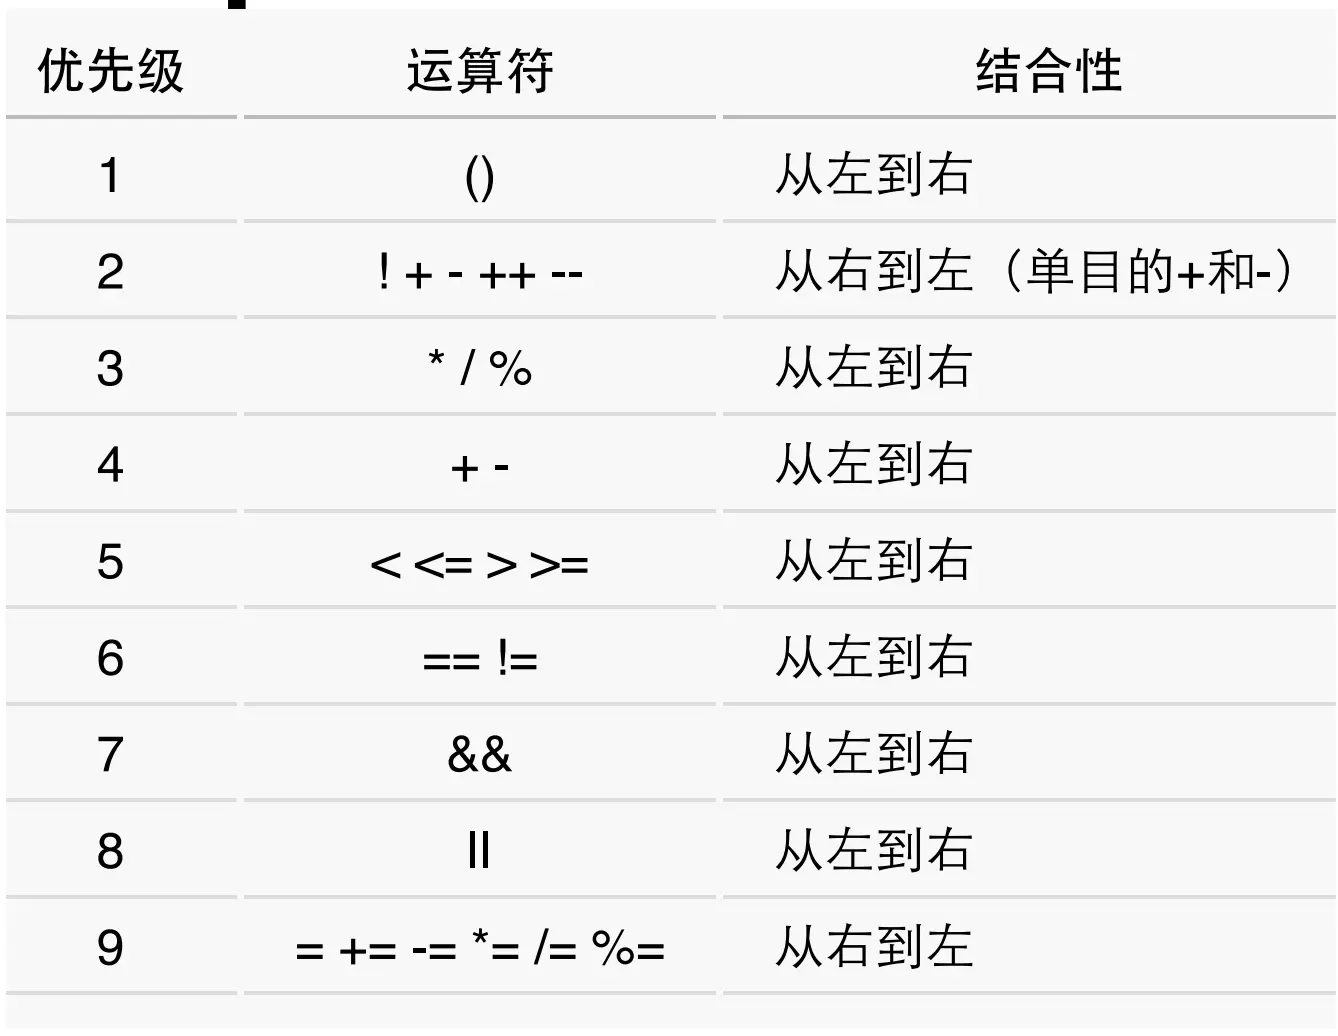 优先级 运算符 结合性
1 () 从左到右
2 ! + - ++ -- 从右到左（单目的+和-）
3 * / % 从左到右
4 + - 从左到右
5 < <= > >= 从左到右
6 == != 从左到右
7 && 从左到右
8 || 从左到右
9 = += -= *= /= %= 从右到左